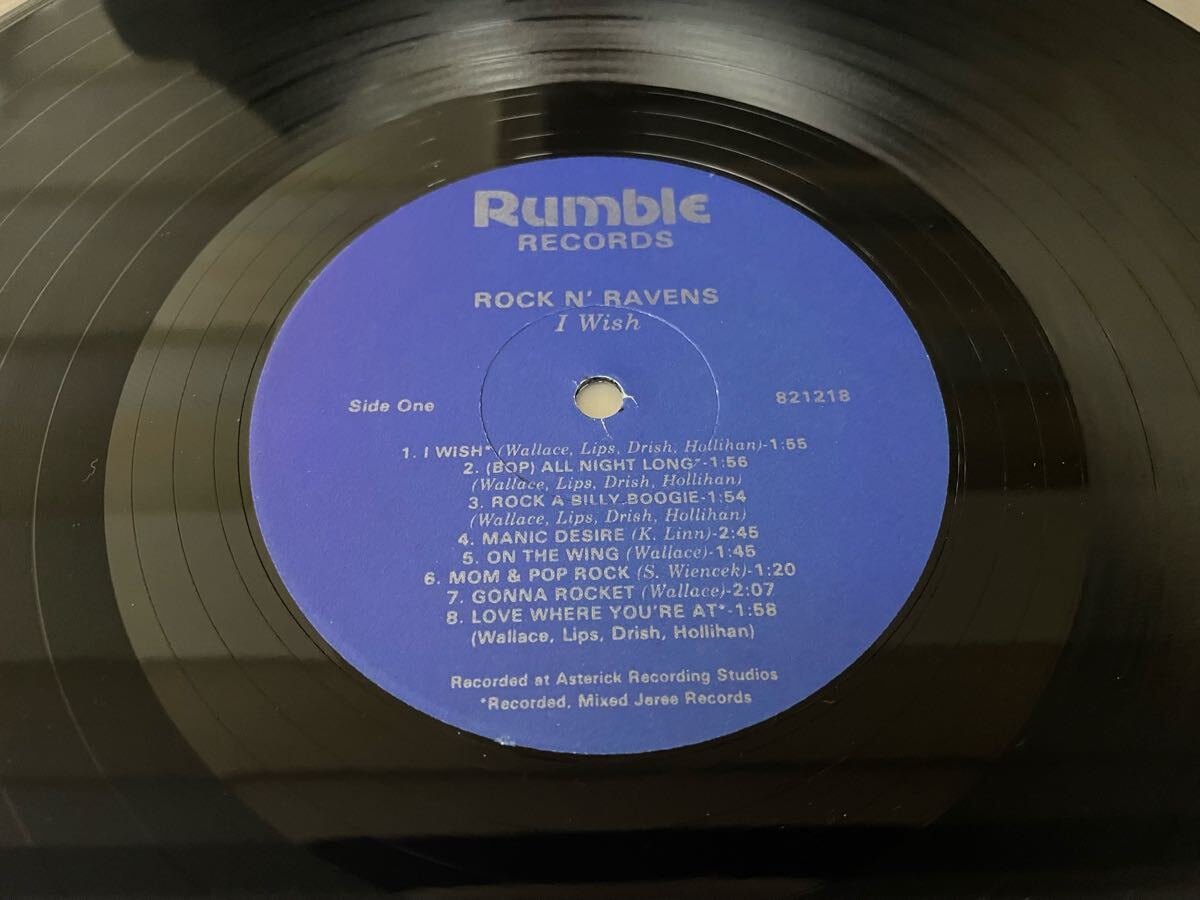 Rumble
RECORDS
ROCK N' RAVENS
I Wish
Side One
821218
1. I WISH* (Wallace, Lips, Drish, Hollihan)-1:55
2. (BOP) ALL NIGHT LONG*-1:56
(Wallace, Lips, Drish, Hollihan)
3. ROCK A BILLY BOOGIE-1:54
(Wallace, Lips, Drish, Hollihan)
4. MANIC DESIRE (K. Linn)-2:45
5. ON THE WING (Wallace)-1:45
6. MOM & POP ROCK (S. Wiencek)-1:20
7. GONNA ROCKET (Wallace)-2:07
8. LOVE WHERE YOU'RE AT*-1:58
(Wallace, Lips, Drish, Hollihan)
Recorded at Asterick Recording Studios
*Recorded, Mixed Jeree Records